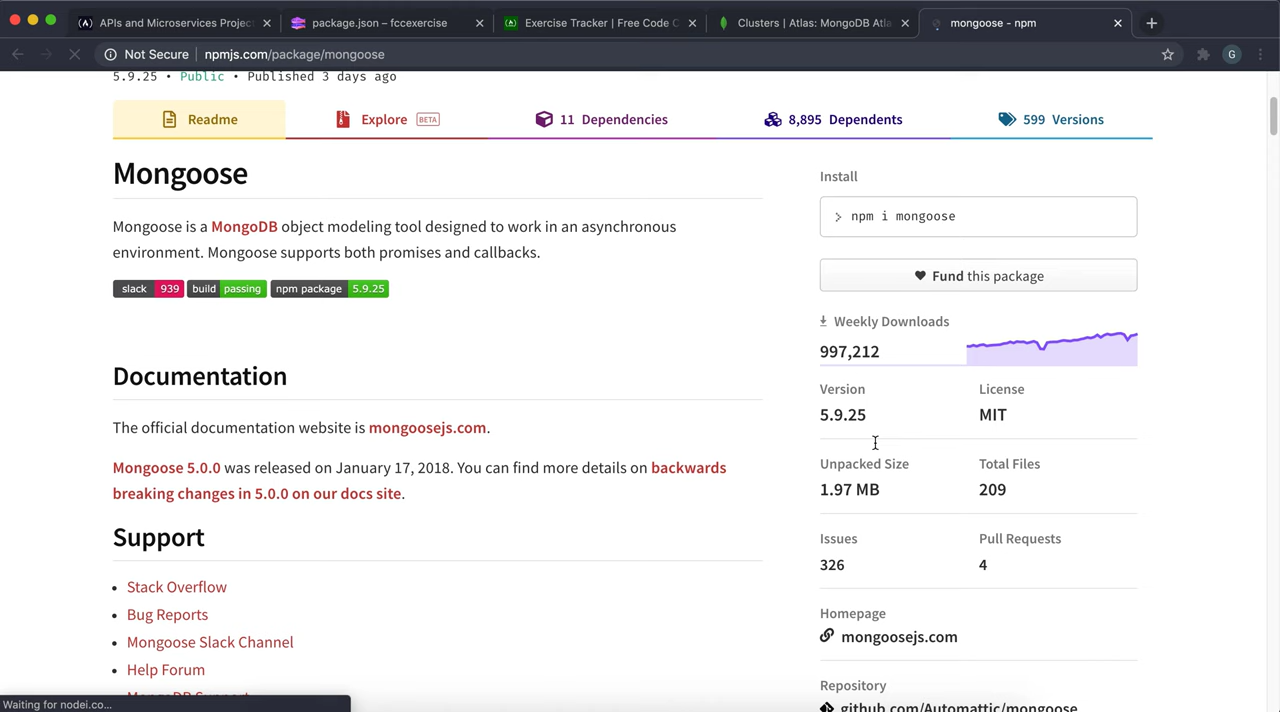 APIs and Microservices Project
package.json – fccexercise
Exercise Tracker | Free Code C
Clusters | Atlas: MongoDB Atla
mongoose - npm
Not Secure | npmjs.com/package/mongoose
G
5.9.25 • Public • Published 3 days ago
Readme
Explore BETA
11 Dependencies
8,895 Dependents
599 Versions
Mongoose
Mongoose is a MongoDB object modeling tool designed to work in an asynchronous
environment. Mongoose supports both promises and callbacks.
slack 939 build passing npm package 5.9.25
Documentation
The official documentation website is mongoosejs.com.
Mongoose 5.0.0 was released on January 17, 2018. You can find more details on backwards
breaking changes in 5.0.0 on our docs site.
Support
• Stack Overflow
• Bug Reports
• Mongoose Slack Channel
• Help Forum
MongoDB Support
Install
> npm i mongoose
Fund this package
Weekly Downloads
997,212
Version
5.9.25
License
MIT
Unpacked Size
1.97 MB
Total Files
209
Issues
326
Pull Requests
4
Homepage
mongoosejs.com
Repository
github.com/Automattic/mongoose
Waiting for nodei.co...